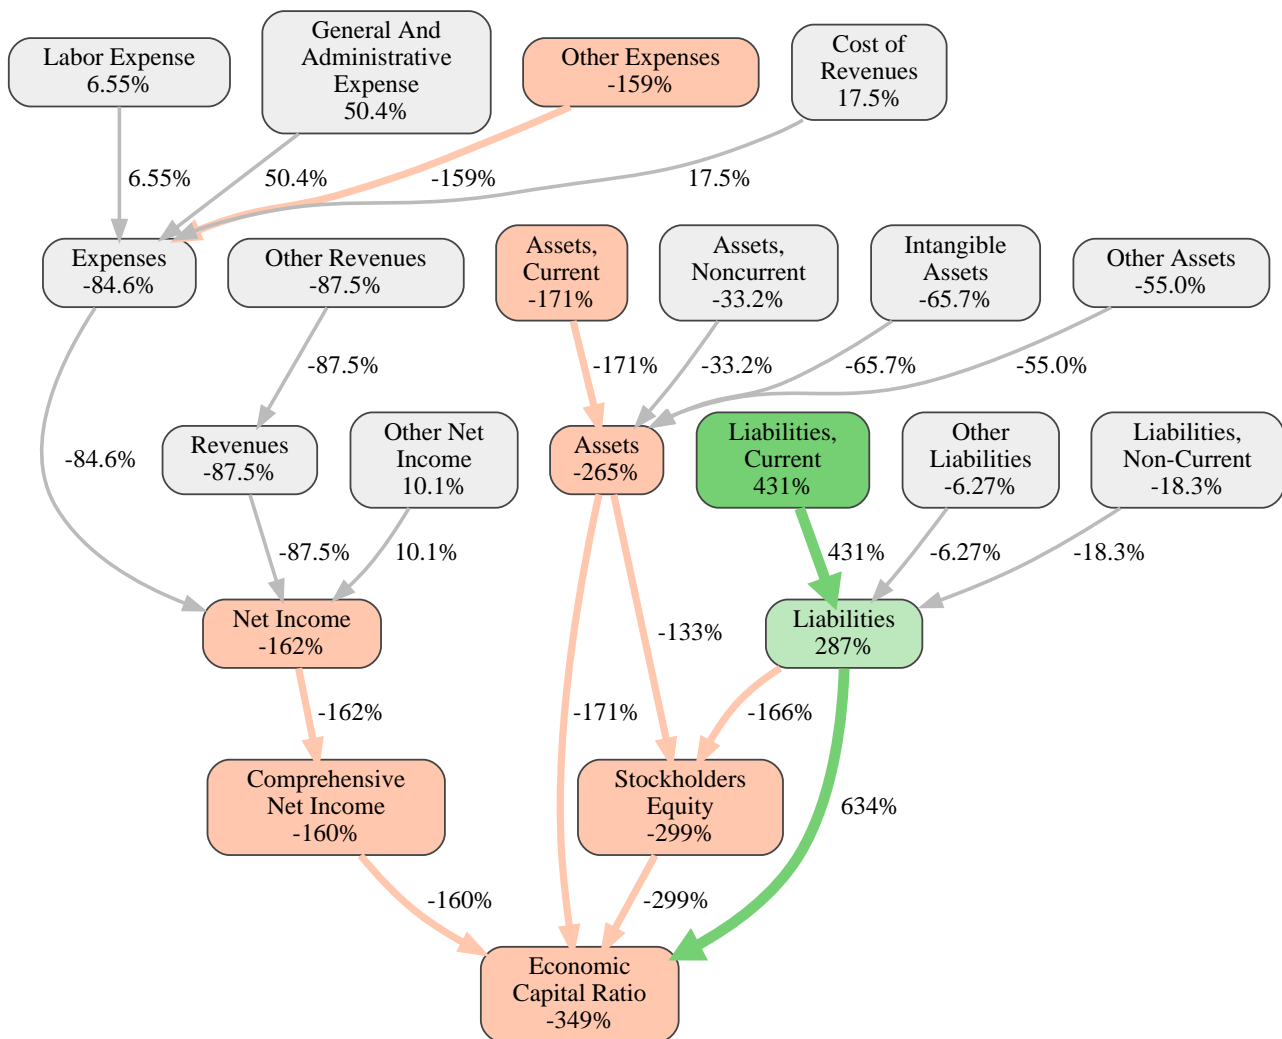 Labor Expense
6.55%
General And
Administrative
Expense
50.4%
Other Expenses
-159%
Cost of
Revenues
17.5%
6.55%
50.4%
-159%
17.5%
Expenses
-84.6%
Other Revenues
-87.5%
Assets,
Current
-171%
Assets,
Noncurrent
-33.2%
Intangible
Assets
-65.7%
Other Assets
-55.0%
-87.5%
-171%
-33.2%
-65.7%
-55.0%
-84.6%
Revenues
-87.5%
Other Net
Income
10.1%
Assets
-265%
Liabilities,
Current
431%
Other
Liabilities
-6.27%
Liabilities,
Non-Current
-18.3%
-87.5%
10.1%
431%
-6.27%
-18.3%
Net Income
-162%
-133%
Liabilities
287%
-162%
-171%
-166%
Comprehensive
Net Income
-160%
Stockholders
Equity
-299%
634%
-160%
-299%
Economic
Capital Ratio
-349%